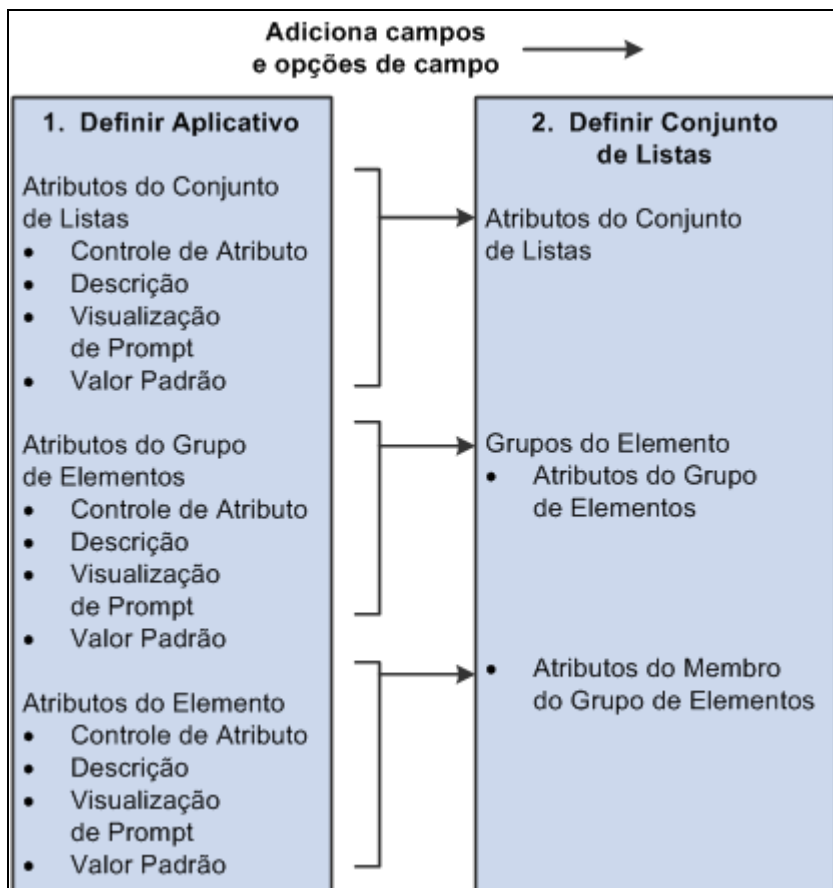 Adiciona campos
e opções de campo
1. Definir Aplicativo
Atributos do Conjunto
de Listas
• Controle de Atributo
• Descrição
• Visualização
de Prompt
• Valor Padrão
Atributos do Grupo
de Elementos
• Controle de Atributo
• Descrição
• Visualização
de Prompt
• Valor Padrão
Atributos do Elemento
• Controle de Atributo
• Descrição
• Visualização
de Prompt
• Valor Padrão
2. Definir Conjunto
de Listas
Atributos do Conjunto
de Listas
Grupos do Elemento
• Atributos do Grupo
de Elementos
• Atributos do Membro
do Grupo de Elementos